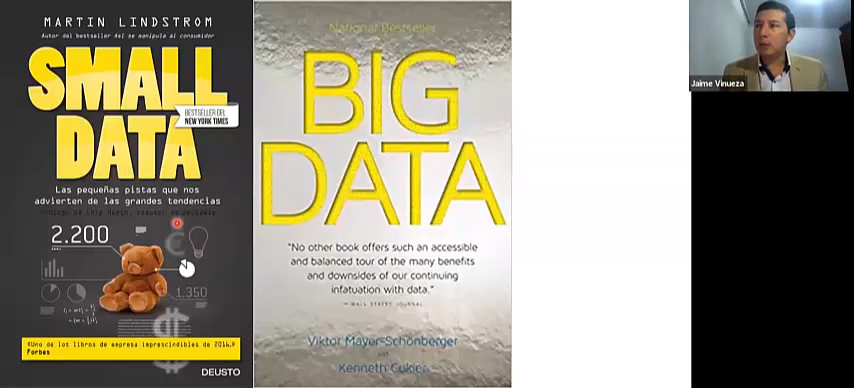 MARTIN LINDSTROM
Autor del bestseller Así se manipula al consumidor
SMALL
DATA
BESTSELLER DEL
NEW YORK TIMES
Las pequeñas pistas que nos
advierten de las grandes tendencias
2.200
1.350
«Uno de los libros de empresa imprescindibles de 2016.»
Forbes
DEUSTO
National Bestseller
BIG
DATA
"No other book offers such an accessible
and balanced tour of the many benefits
and downsides of our continuing
infatuation with data."
—WALL STREET JOURNAL
Viktor Mayer-Schönberger
AND
Kenneth Cukier
Jaime Vinueza